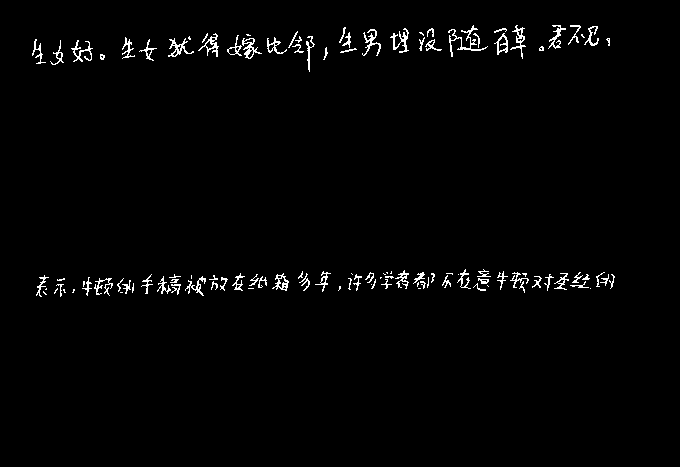 生女好。生女犹得嫁比邻，生男埋没随百草。君不见，
表示，牛顿的手稿被放在纸箱多年，许多学者都不在意牛顿对圣经的